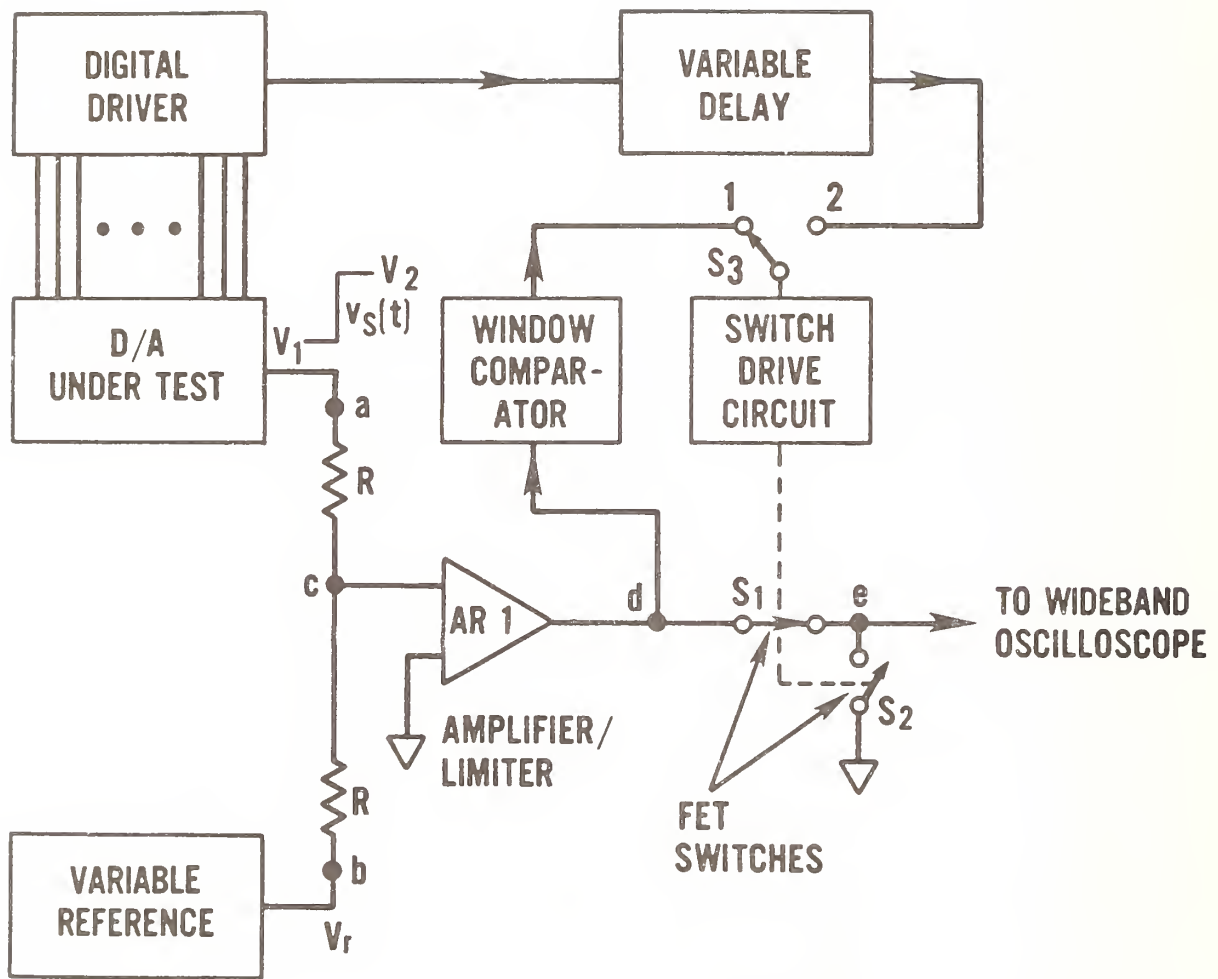 DIGITAL
DRIVER
VARIABLE
DELAY
1
2
S3
V2
vS(t)
V1
D/A
UNDER TEST
WINDOW
COMPAR-
ATOR
SWITCH
DRIVE
CIRCUIT
a
R
c
AR 1
d
S1
e
TO WIDEBAND
OSCILLOSCOPE
S2
AMPLIFIER/
LIMITER
R
FET
SWITCHES
b
VARIABLE
REFERENCE
Vr